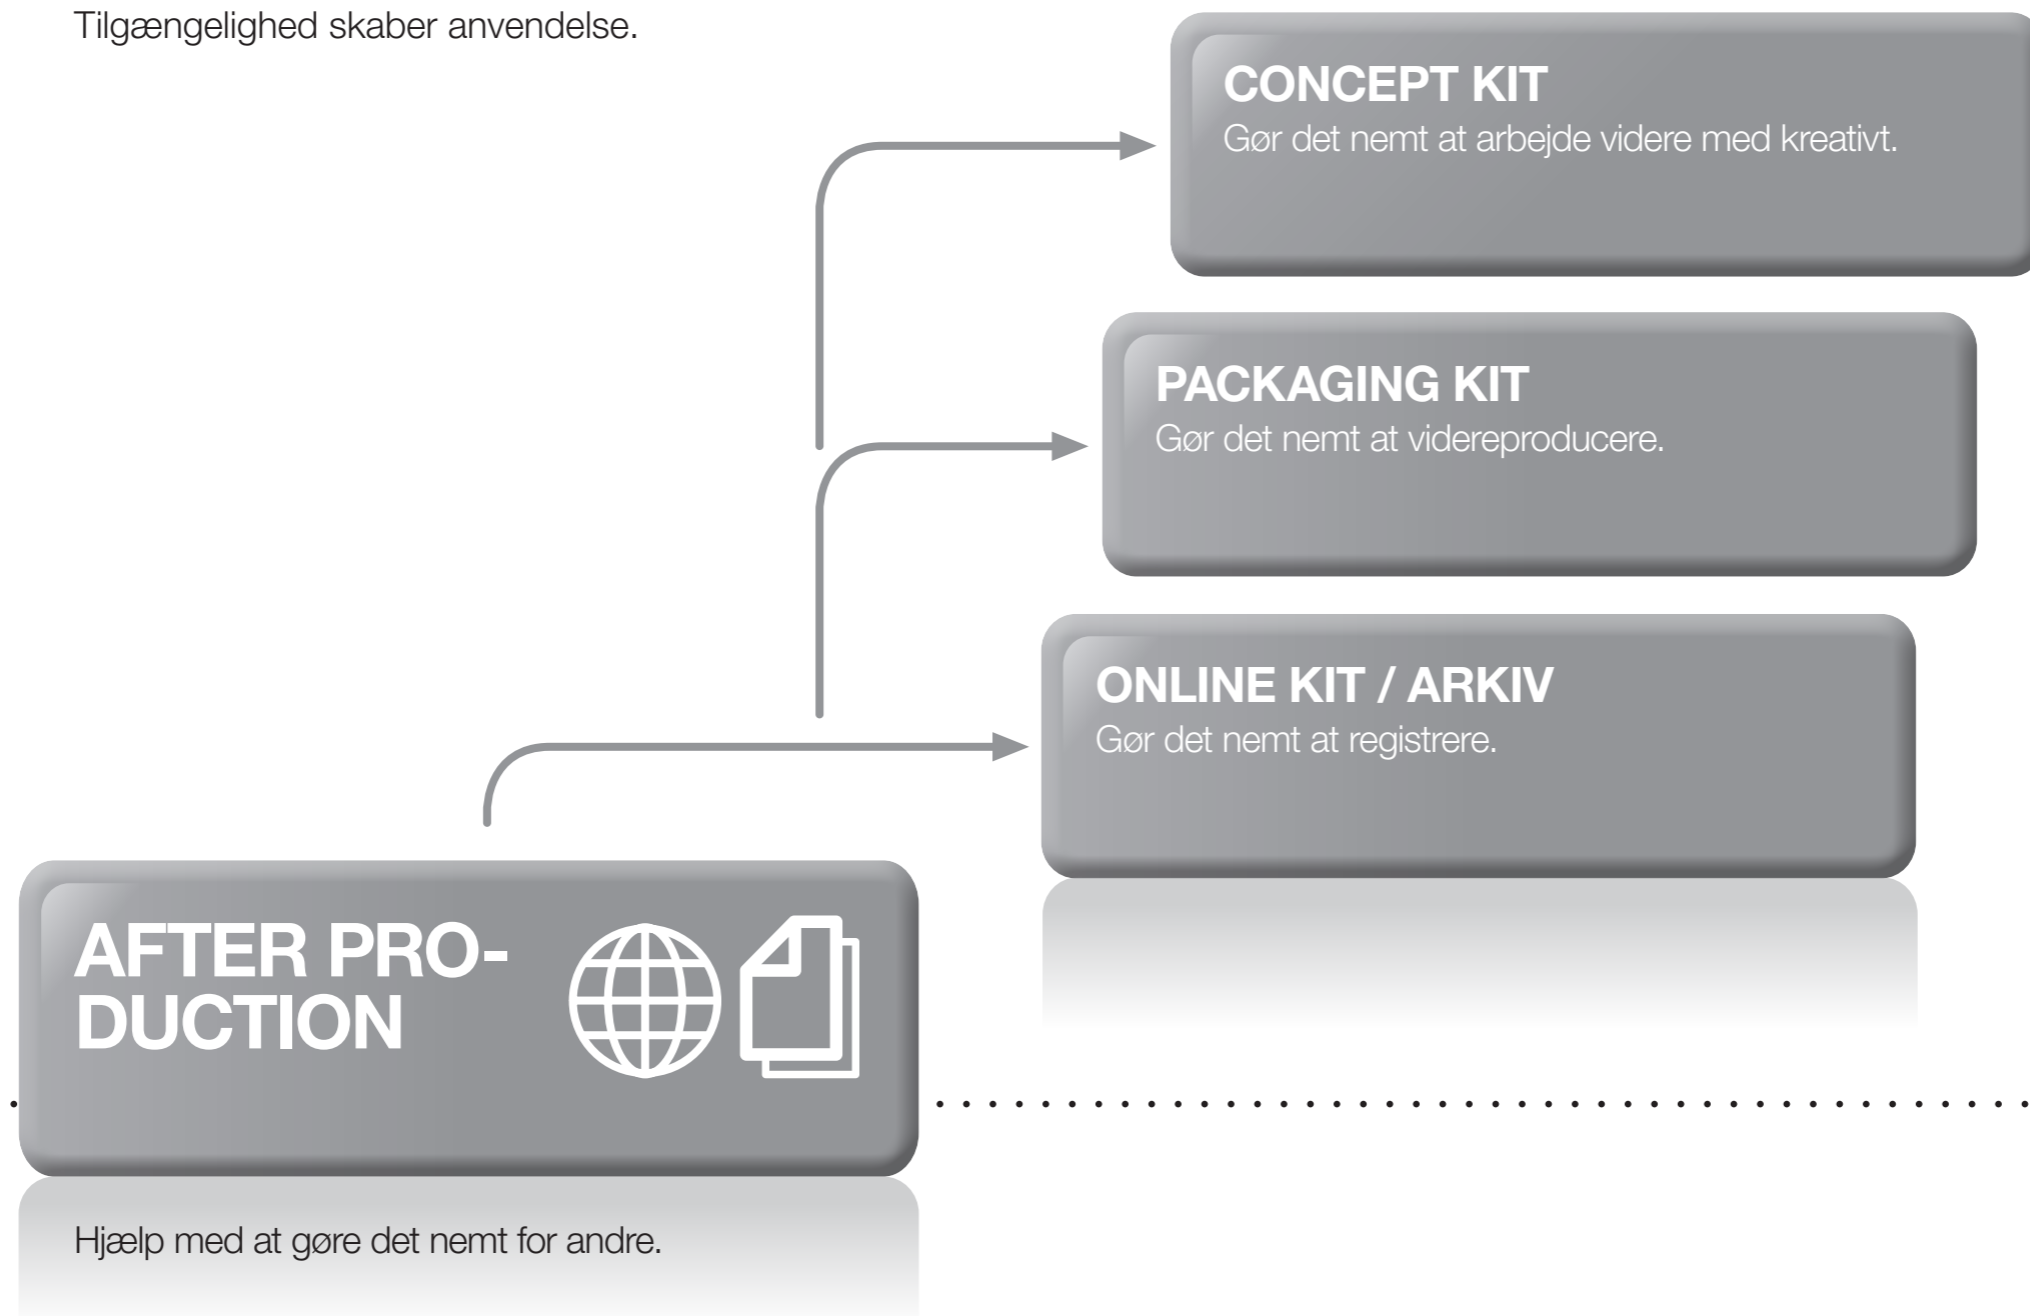 Tilgængelighed skaber anvendelse.
CONCEPT KIT
Gør det nemt at arbejde videre med kreativt.
PACKAGING KIT
Gør det nemt at videreproducere.
ONLINE KIT / ARKIV
Gør det nemt at registrere.
AFTER PRO-
DUCTION
Hjælp med at gøre det nemt for andre.